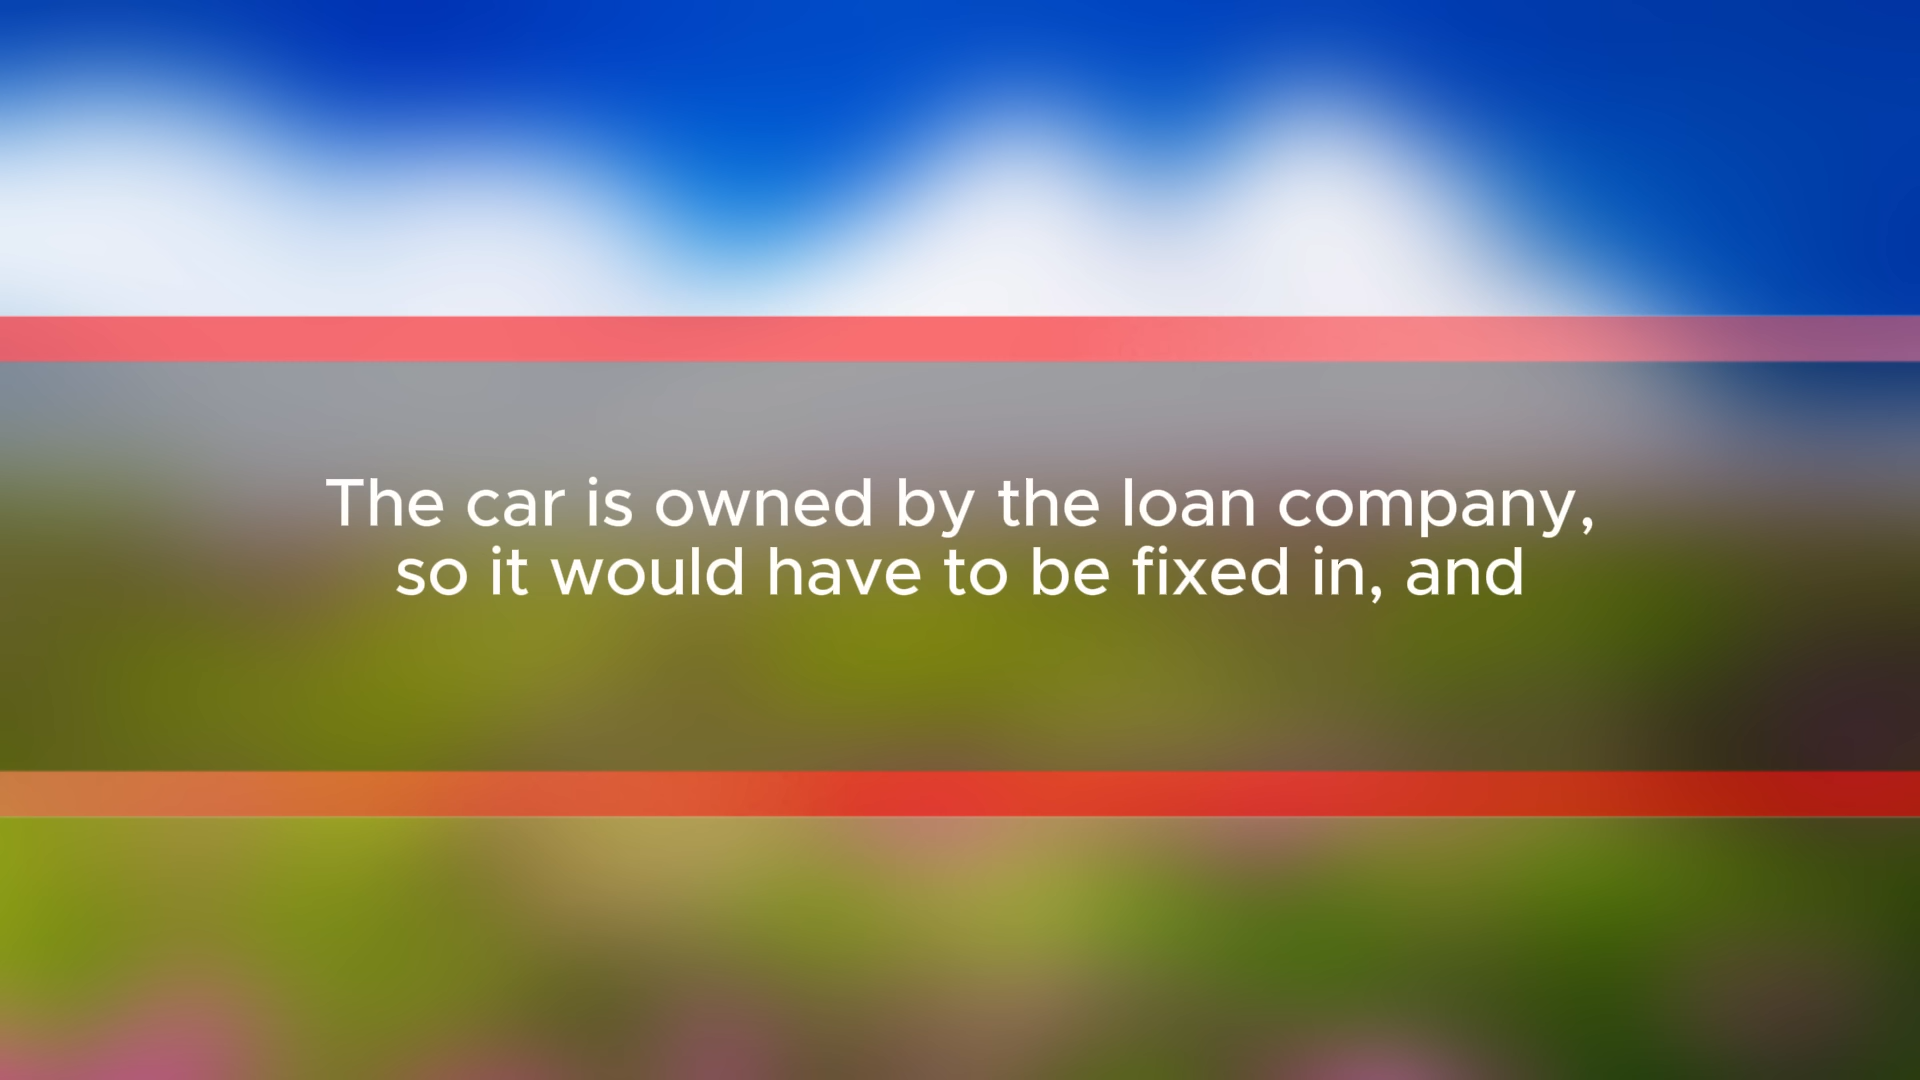 The car is owned by the loan company,
so it would have to be fixed in, and